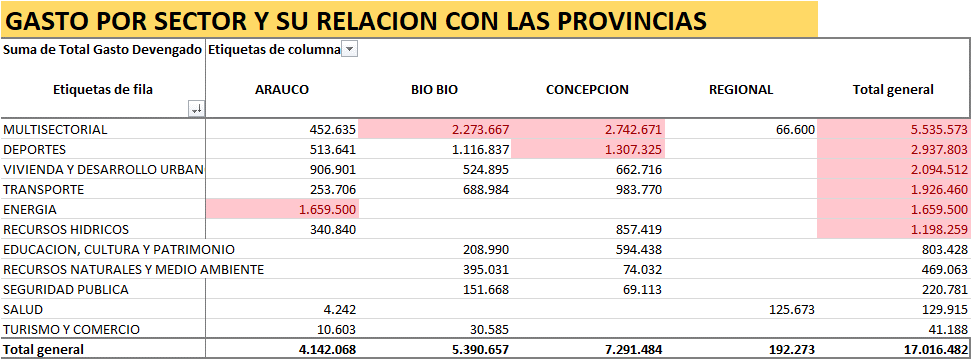 GASTO POR SECTOR Y SU RELACION CON LAS PROVINCIAS
Suma de Total Gasto Devengado Etiquetas de columna
Etiquetas de fila ARAUCO BIO BIO CONCEPCION REGIONAL Total general
MULTISECTORIAL 452.635 2.273.667 2.742.671 66.600 5.535.573
DEPORTES 513.641 1.116.837 1.307.325 2.937.803
VIVIENDA Y DESARROLLO URBAN 906.901 524.895 662.716 2.094.512
TRANSPORTE 253.706 688.984 983.770 1.926.460
ENERGIA 1.659.500 1.659.500
RECURSOS HIDRICOS 340.840 857.419 1.198.259
EDUCACION, CULTURA Y PATRIMONIO 208.990 594.438 803.428
RECURSOS NATURALES Y MEDIO AMBIENTE 395.031 74.032 469.063
SEGURIDAD PUBLICA 151.668 69.113 220.781
SALUD 4.242 125.673 129.915
TURISMO Y COMERCIO 10.603 30.585 41.188
Total general 4.142.068 5.390.657 7.291.484 192.273 17.016.482